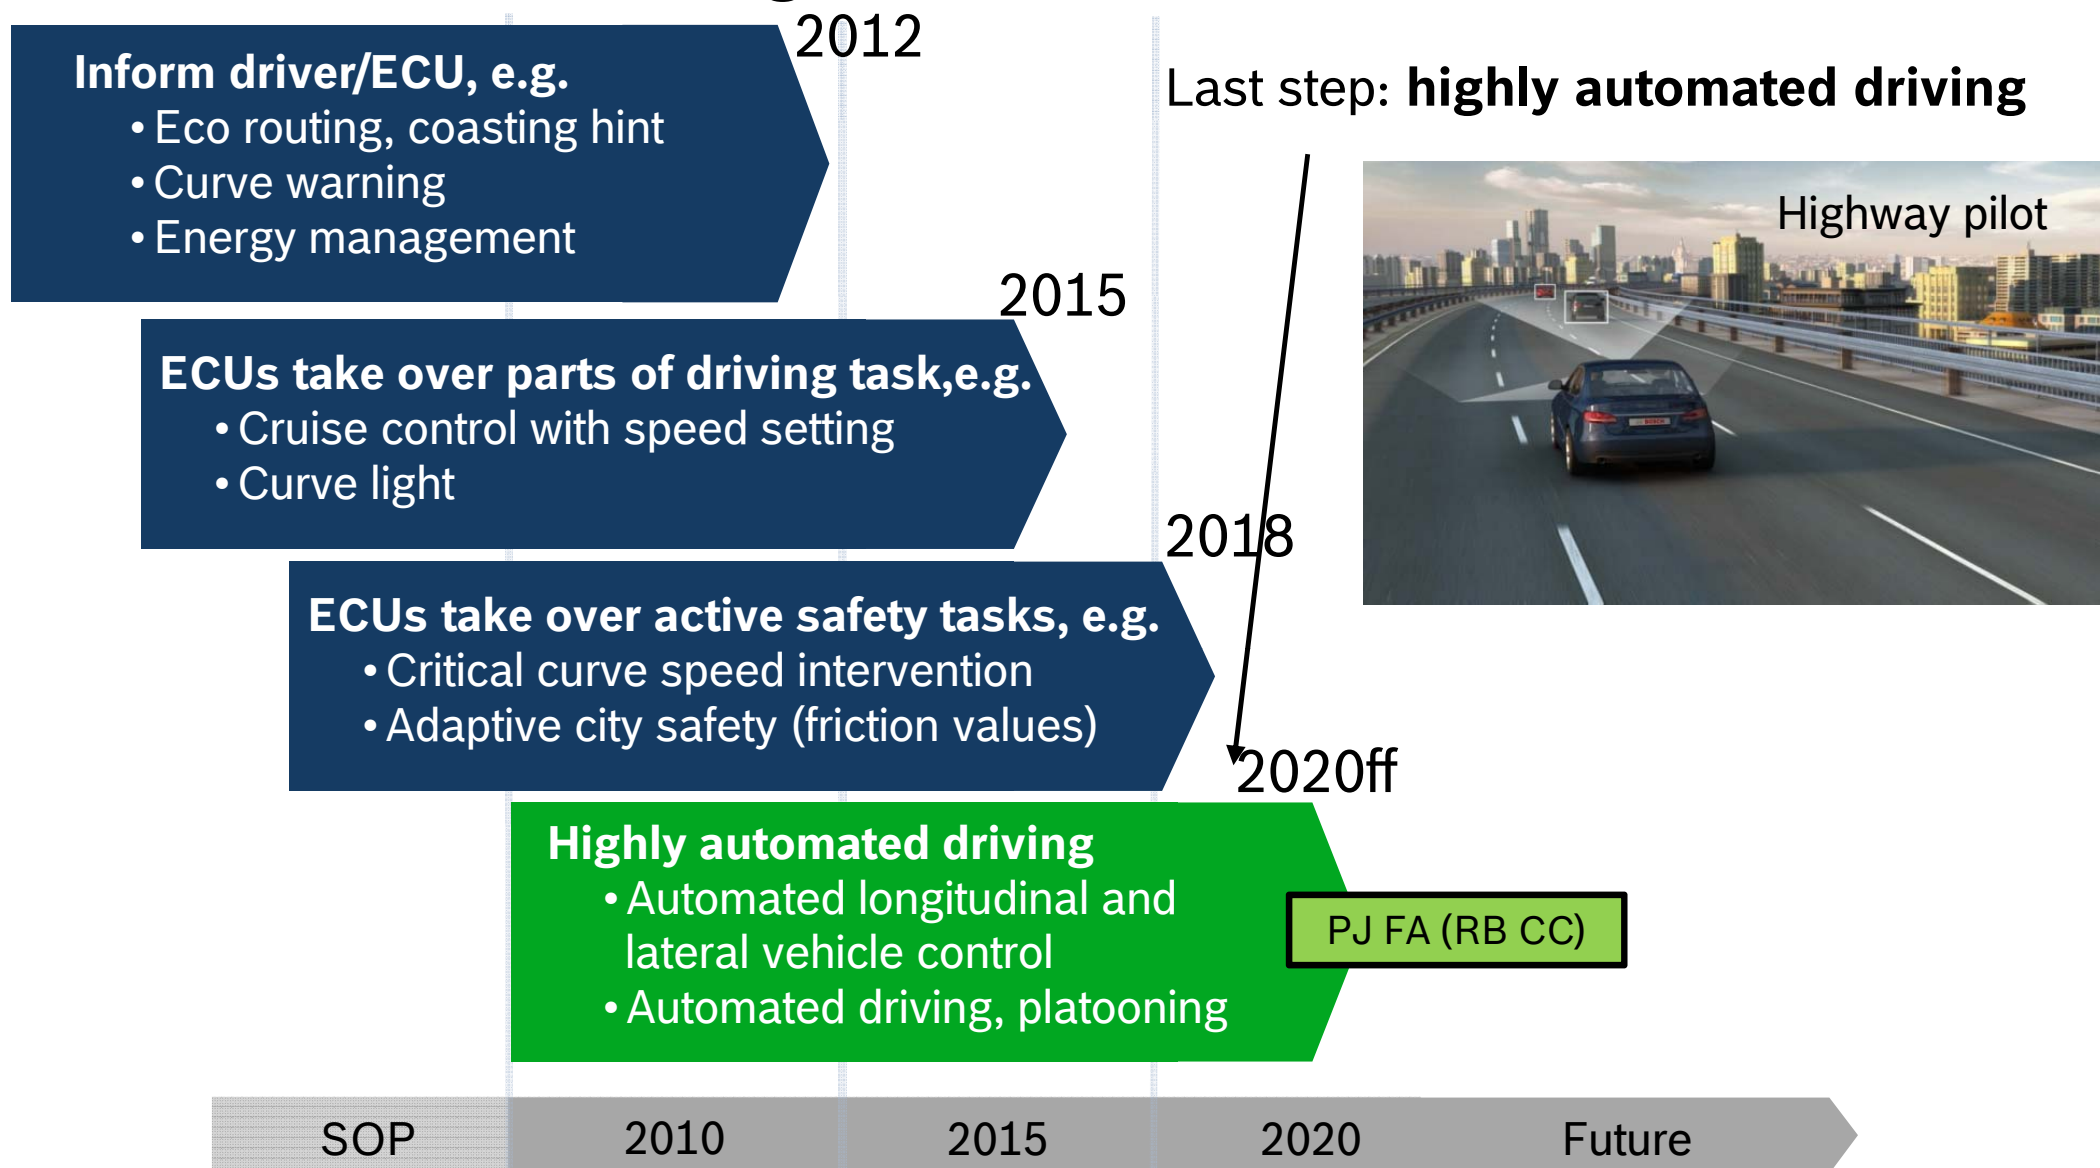 2012
Inform driver/ECU, e.g.
• Eco routing, coasting hint
• Curve warning
• Energy management
Last step: highly automated driving
Highway pilot
2015
ECUs take over parts of driving task,e.g.
• Cruise control with speed setting
• Curve light
2018
ECUs take over active safety tasks, e.g.
• Critical curve speed intervention
• Adaptive city safety (friction values)
2020ff
Highly automated driving
• Automated longitudinal and
lateral vehicle control
• Automated driving, platooning
PJ FA (RB CC)
BOSCH
SOP 2010 2015 2020 Future